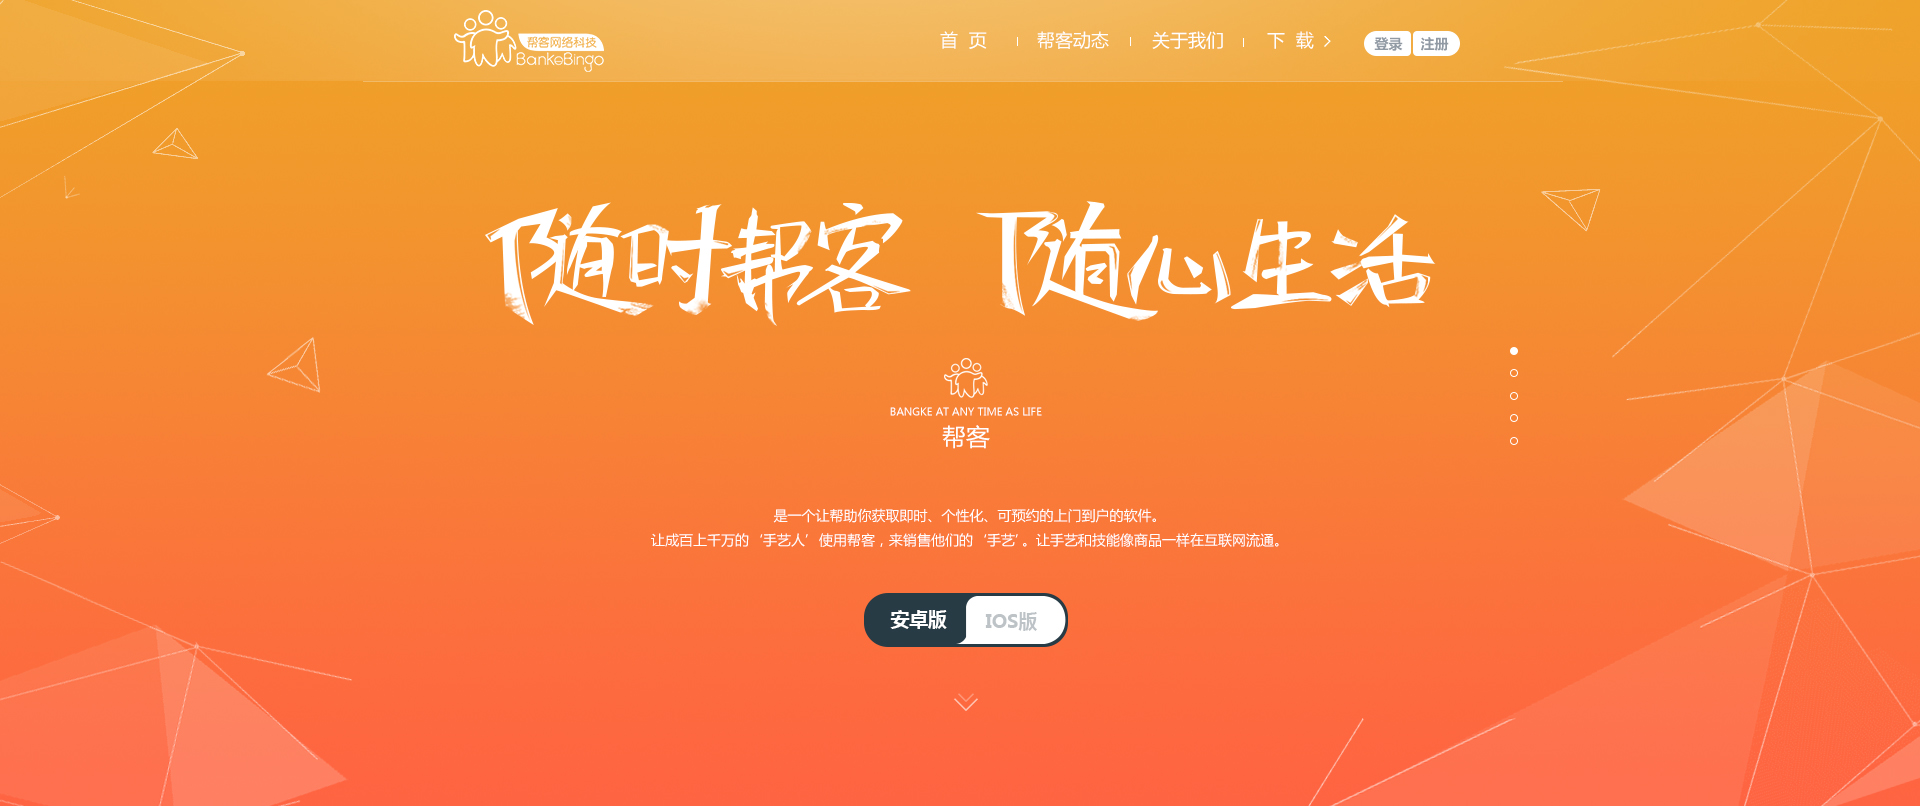 帮客网络科技
BanKeBingo
首 页
帮客动态
关于我们
下 载
登录
注册
随时帮客 随心生活
BANGKE AT ANY TIME AS LIFE
帮客
是一个让帮助你获取即时、个性化、可预约的上门到户的软件。
让成百上千万的‘手艺人’使用帮客，来销售他们的‘手艺’。让手艺和技能像商品一样在互联网流通。
安卓版
IOS版